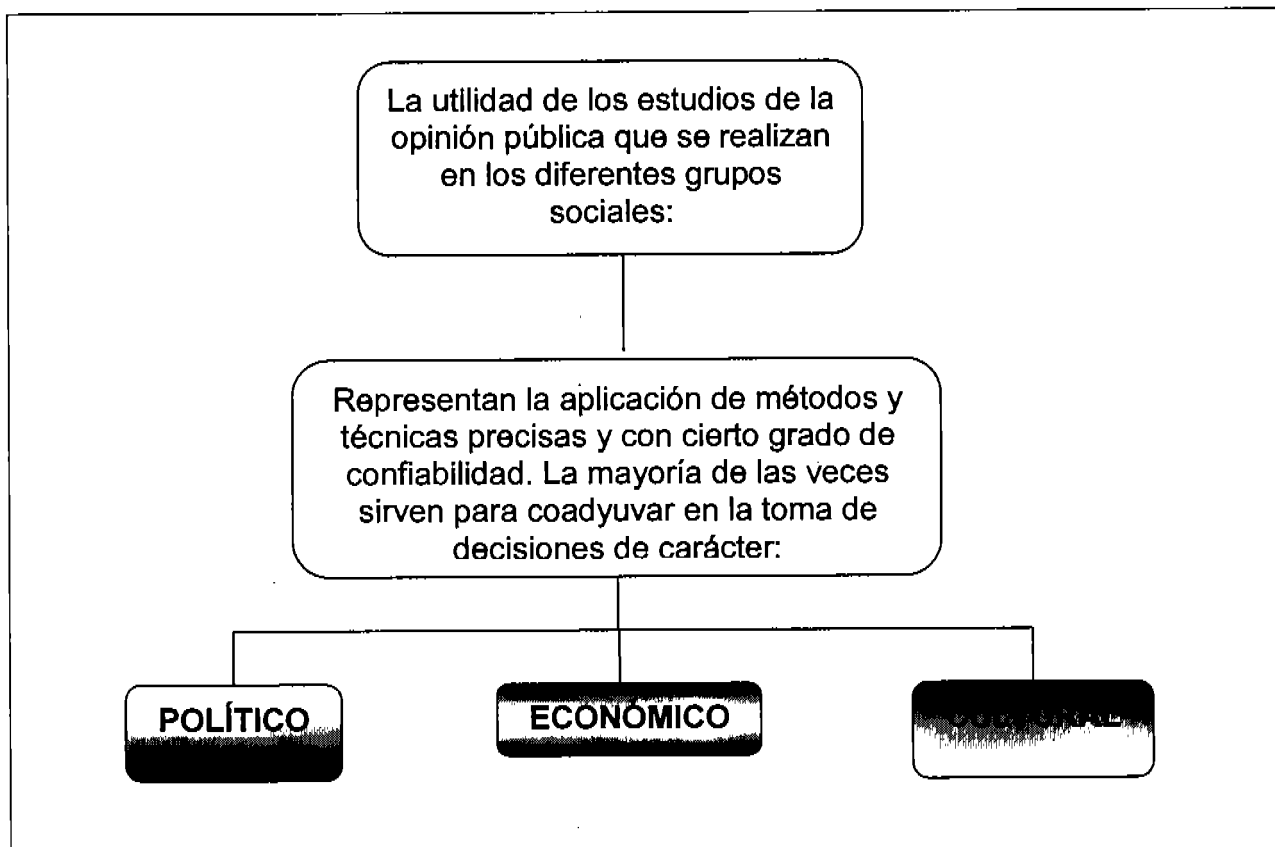 La utilidad de los estudios de la
opinión pública que se realizan
en los diferentes grupos
sociales:
Representan la aplicación de métodos y
técnicas precisas y con cierto grado de
confiabilidad. La mayoría de las veces
sirven para coadyuvar en la toma de
decisiones de carácter:
POLÍTICO
ECONÓMICO
CULTURAL